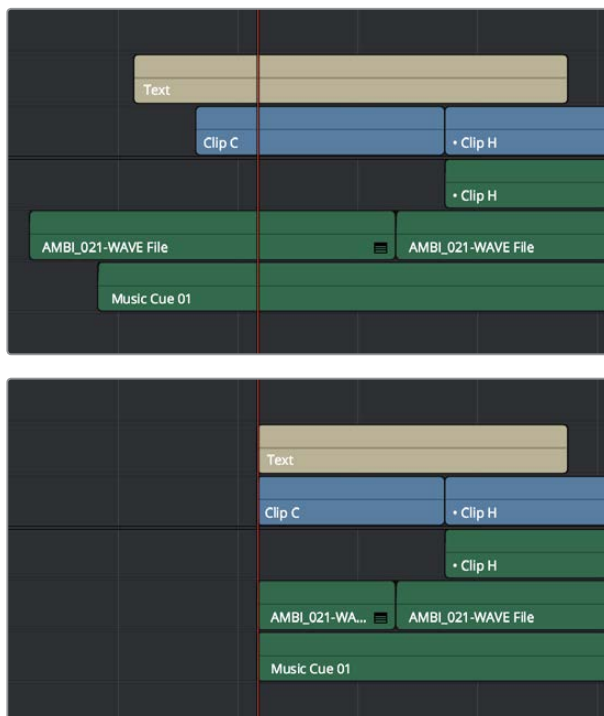 Text
Clip C
• Clip H
• Clip H
AMBI_021-WAVE File
AMBI_021-WAVE File
Music Cue 01
Text
Clip C
• Clip H
• Clip H
AMBI_021-WA...
AMBI_021-WAVE File
Music Cue 01